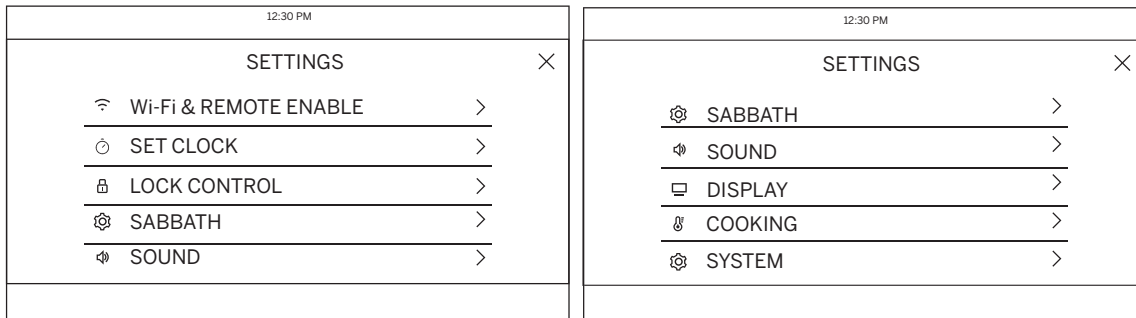 12:30 PM
SETTINGS
Wi-Fi & REMOTE ENABLE
SET CLOCK
LOCK CONTROL
SABBATH
SOUND
12:30 PM
SETTINGS
SABBATH
SOUND
DISPLAY
COOKING
SYSTEM